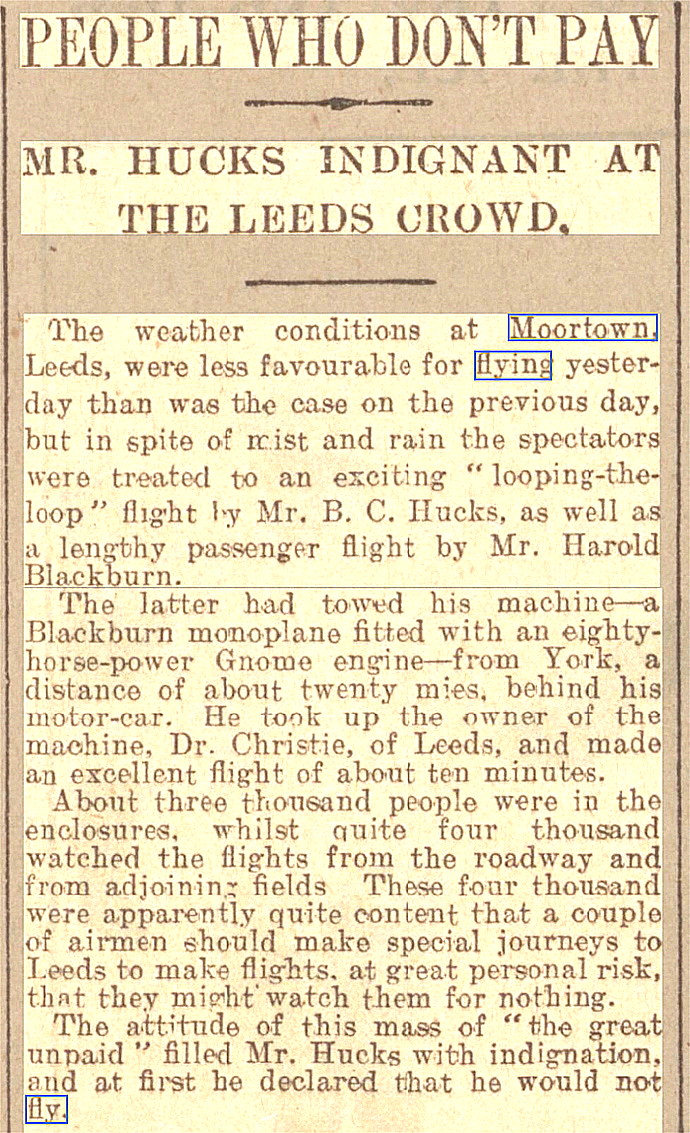 PEOPLE WHO DON'T PAY
MR. HUCKS INDIGNANT AT
THE LEEDS CROWD.
The weather conditions at Moortown,
Leeds, were less favourable for flying yester-
day than was the case on the previous day,
but in spite of mist and rain the spectators
were treated to an exciting "looping-the-
loop" flight by Mr. B. C. Hucks, as well as
a lengthy passenger flight by Mr. Harold
Blackburn.
The latter had towed his machine—a
Blackburn monoplane fitted with an eighty-
horse-power Gnome engine—from York, a
distance of about twenty mies, behind his
motor-car. He took up the owner of the
machine, Dr. Christie, of Leeds, and made
an excellent flight of about ten minutes.
About three thousand people were in the
enclosures, whilst quite four thousand
watched the flights from the roadway and
from adjoining fields These four thousand
were apparently quite content that a couple
of airmen should make special journeys to
Leeds to make flights, at great personal risk,
that they might watch them for nothing.
The attitude of this mass of "the great
unpaid" filled Mr. Hucks with indignation,
and at first he declared that he would not
fly.